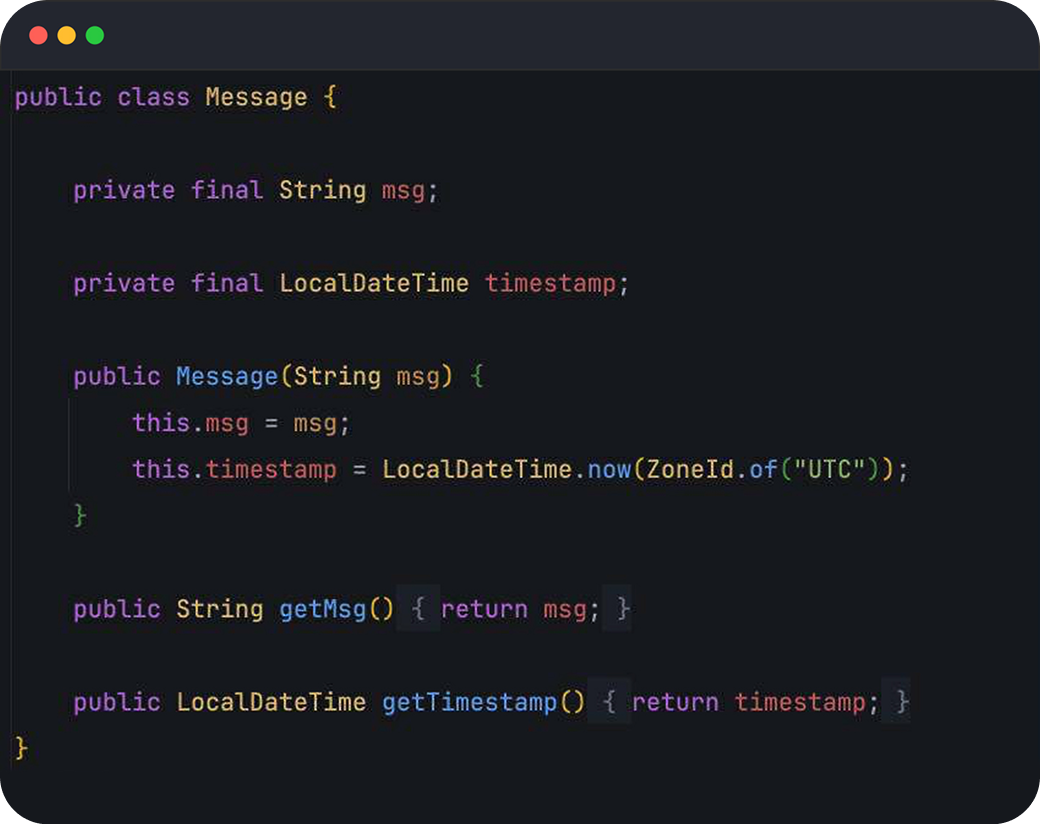 public class Message {
private final String msg;
private final LocalDateTime timestamp;
public Message(String msg) {
this.msg = msg;
this.timestamp = LocalDateTime.now(ZoneId.of("UTC"));
}
public String getMsg() { return msg; }
public LocalDateTime getTimestamp() { return timestamp; }
}